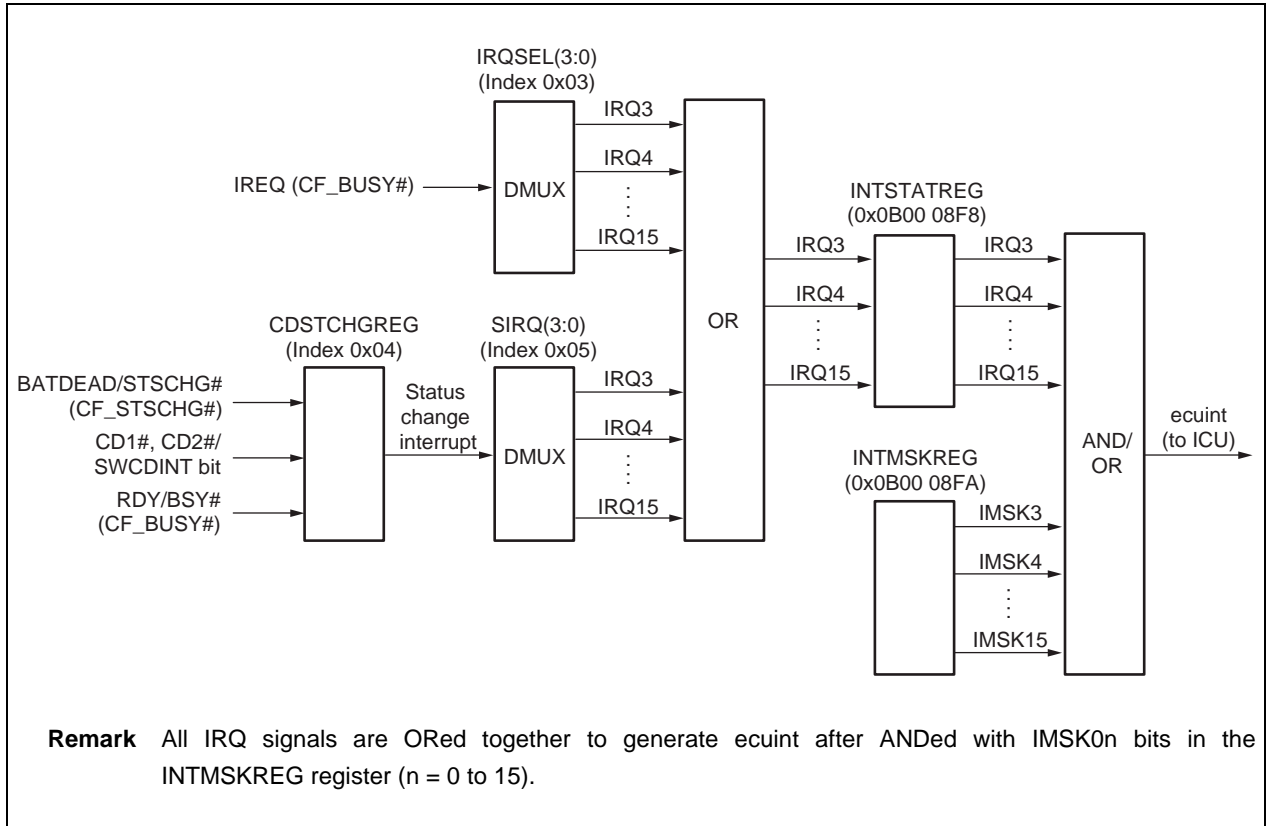 IRQSEL(3:0)
(Index 0x03)
IREQ (CF_BUSY#)
DMUX
IRQ3
IRQ4
IRQ15
CDSTCHGREG
(Index 0x04)
BATDEAD/STSCHG#
(CF_STSCHG#)
CD1#, CD2#/
SWCDINT bit
RDY/BSY#
(CF_BUSY#)
Status
change
interrupt
SIRQ(3:0)
(Index 0x05)
DMUX
IRQ3
IRQ4
IRQ15
OR
IRQ3
IRQ4
IRQ15
INTSTATREG
(0x0B00 08F8)
IRQ3
IRQ4
IRQ15
INTMSKREG
(0x0B00 08FA)
IMSK3
IMSK4
IMSK15
AND/
OR
ecuint
(to ICU)
Remark All IRQ signals are ORed together to generate ecuint after ANDed with IMSK0n bits in the
INTMSKREG register (n = 0 to 15).